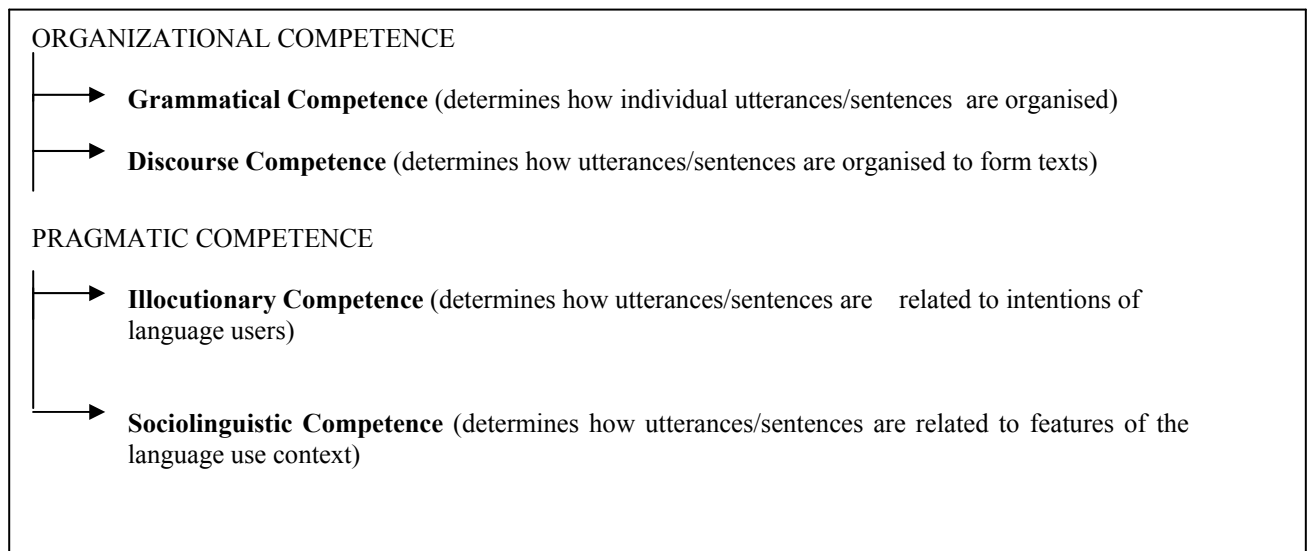 ORGANIZATIONAL COMPETENCE
Grammatical Competence (determines how individual utterances/sentences are organised)
Discourse Competence (determines how utterances/sentences are organised to form texts)
PRAGMATIC COMPETENCE
Illocutionary Competence (determines how utterances/sentences are related to intentions of
language users)
Sociolinguistic Competence (determines how utterances/sentences are related to features of the
language use context)